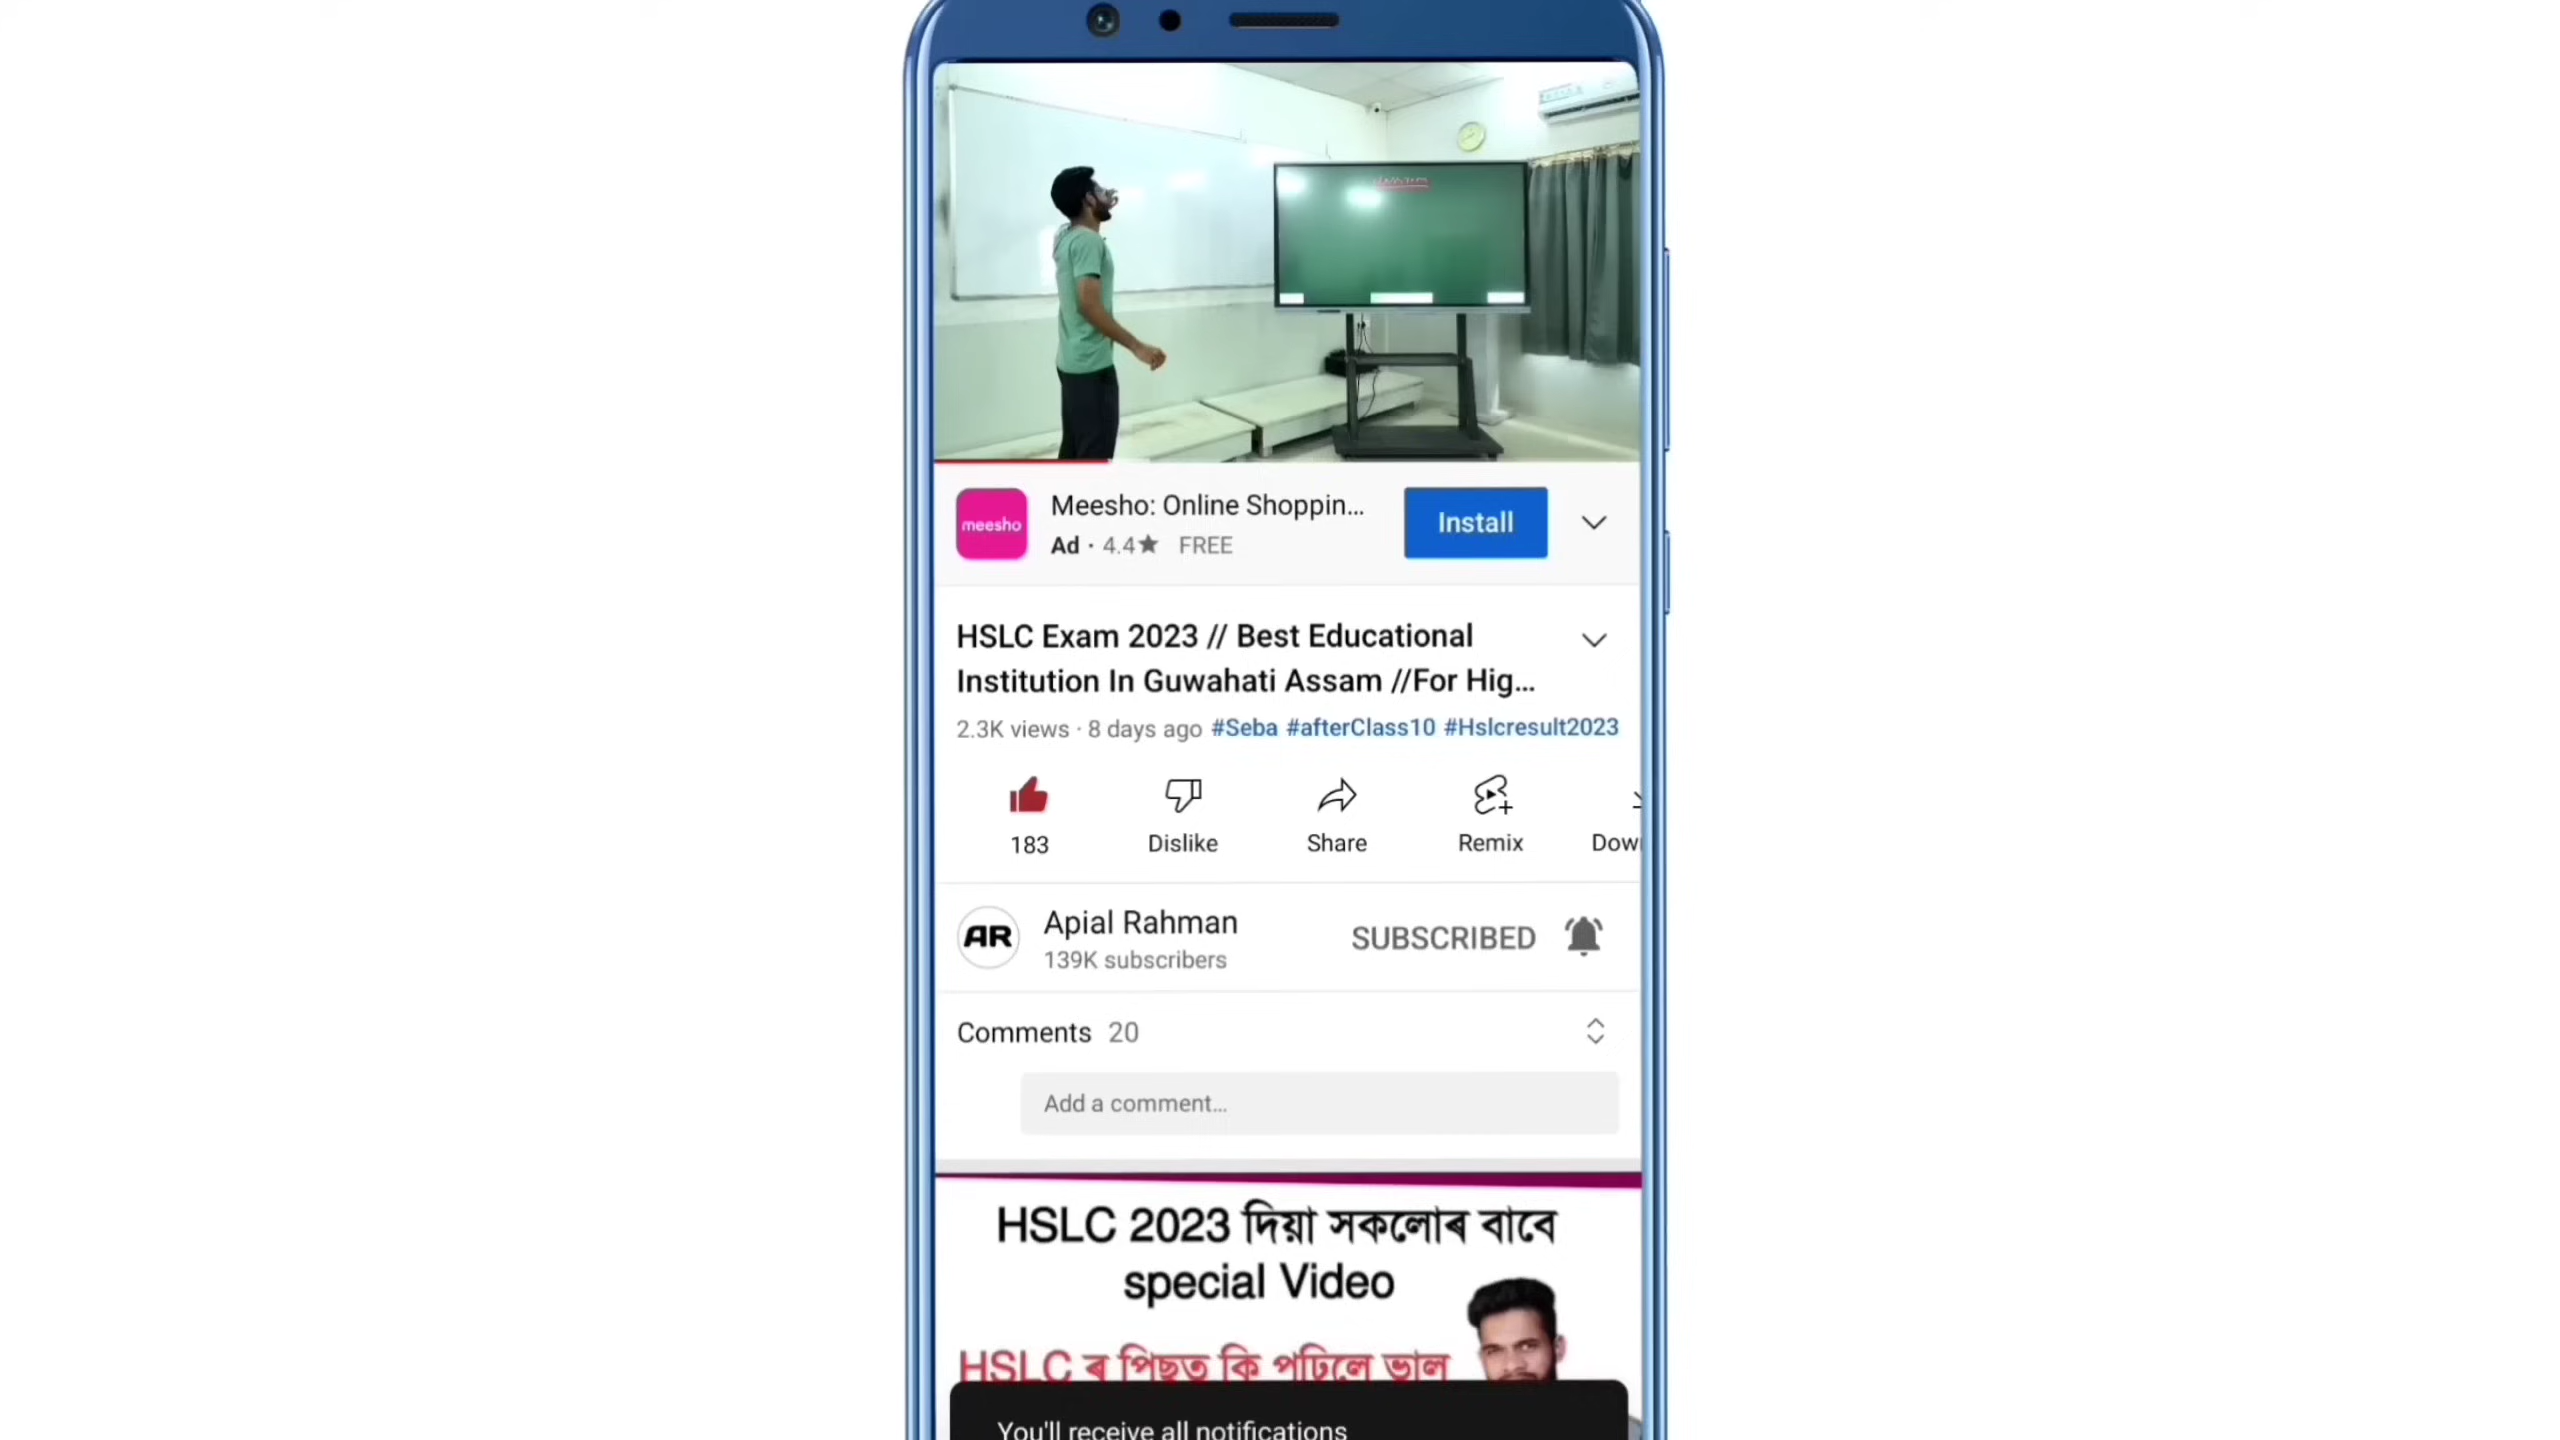 meesho
Meesho: Online Shoppin...
Ad · 4.4★ FREE
Install
HSLC Exam 2023 // Best Educational
Institution In Guwahati Assam //For Hig...
2.3K views · 8 days ago #Seba #afterClass10 #Hslcresult2023
183
Dislike
Share
Remix
Dow
AR
Apial Rahman
139K subscribers
SUBSCRIBED
Comments 20
Add a comment...
HSLC 2023 দিয়া সকলোৰ বাবে
special Video
HSLC ৰ পিছত কি পঢিলে ভাল
You'll receive all notifications